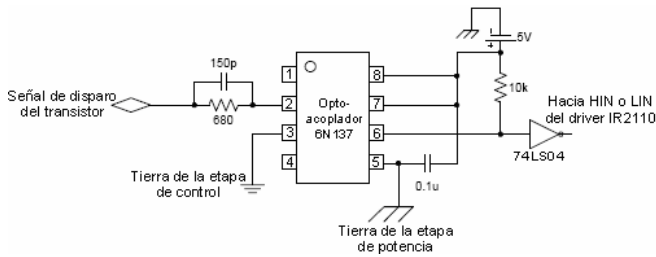 150p
Señal de disparo
del transistor
680
1
2
3
4
Opto-
acoplador
6N137
8
7
6
5
5V
+
10k
Hacia HIN o LIN
del driver IR2110
74LS04
0.1u
Tierra de la etapa
de control
Tierra de la etapa
de potencia